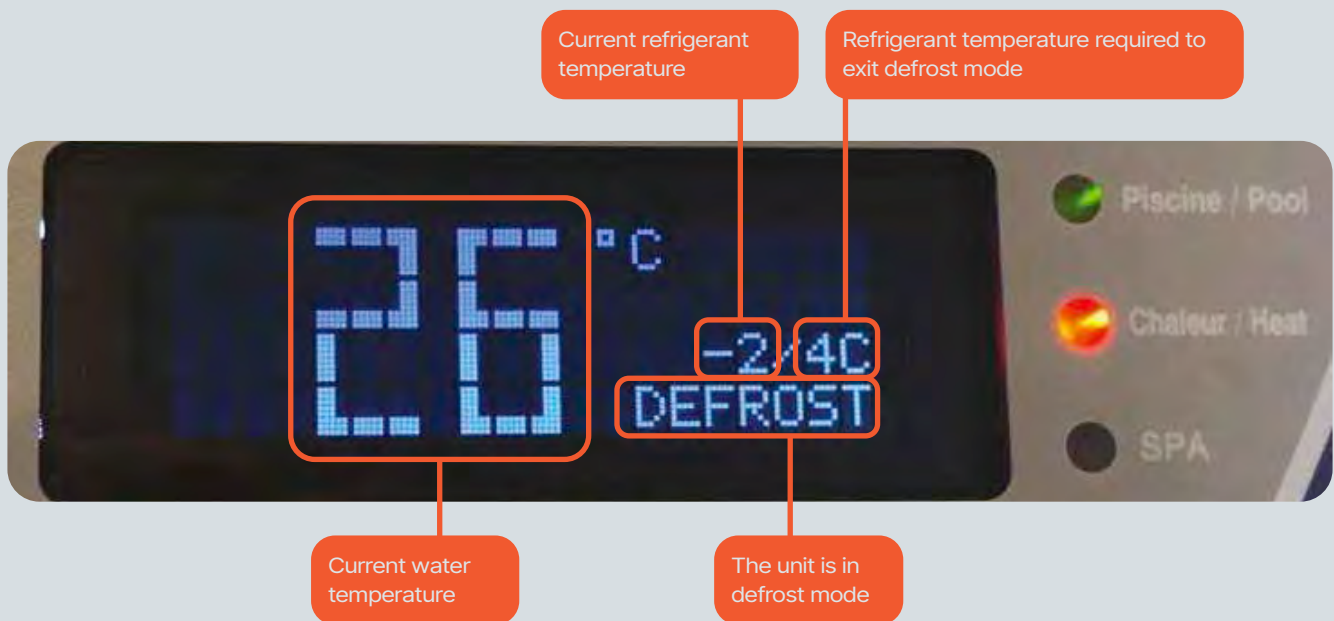 Current refrigerant
temperature
Refrigerant temperature required to
exit defrost mode
26 °C
Piscine / Pool
Chaleur / Heat
-2/4C
DEFROST
SPA
Current water
temperature
The unit is in
defrost mode